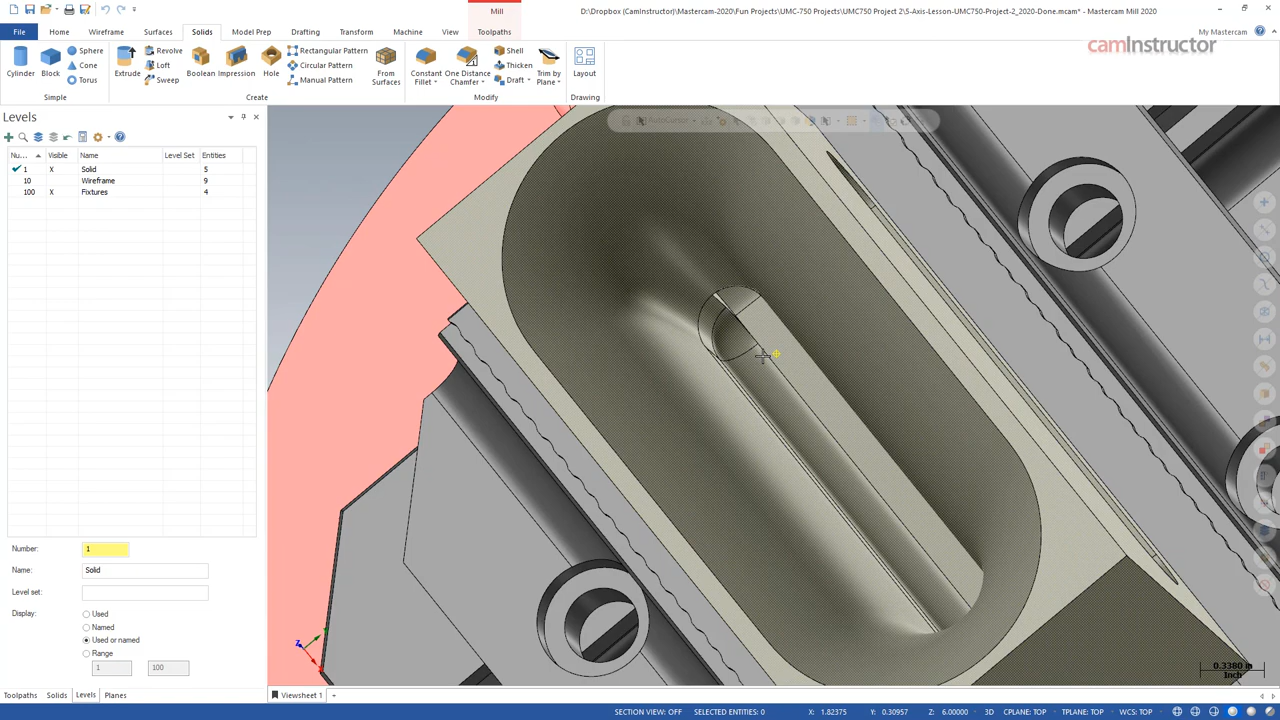 Mill
D:\Dropbox (CamInstructor)\Mastercam-2020\Fun Projects\UMC-750 Projects\UMC750 Project 2\5-Axis-Lesson-UMC750-Project-2_2020-Done.mcam* - Mastercam Mill 2020
File Home Wireframe Surfaces Solids Model Prep Drafting Transform Machine View Toolpaths My Mastercam
camInstructor
Cylinder Block Sphere Cone Torus
Extrude Revolve Loft Sweep
Boolean Impression Hole
Rectangular Pattern
Circular Pattern
Manual Pattern
From Surfaces
Constant Fillet
One Distance Chamfer
Shell
Thicken
Draft
Trim by Plane
Layout
Simple Create Modify Drawing
Levels
AutoCursor
Nu... Visible Name Level Set Entities
1 X Solid 5
10 Wireframe 9
100 X Fixtures 4
Number: 1
Name: Solid
Level set:
Display: Used
Named
Used or named
Range
1 100
Z
0.3380 in
Inch
Toolpaths Solids Levels Planes
Viewsheet 1 +
SECTION VIEW: OFF SELECTED ENTITIES: 0 X: 1.82375 Y: 0.30957 Z: 6.00000 3D CPLANE: TOP TPLANE: TOP WCS: TOP